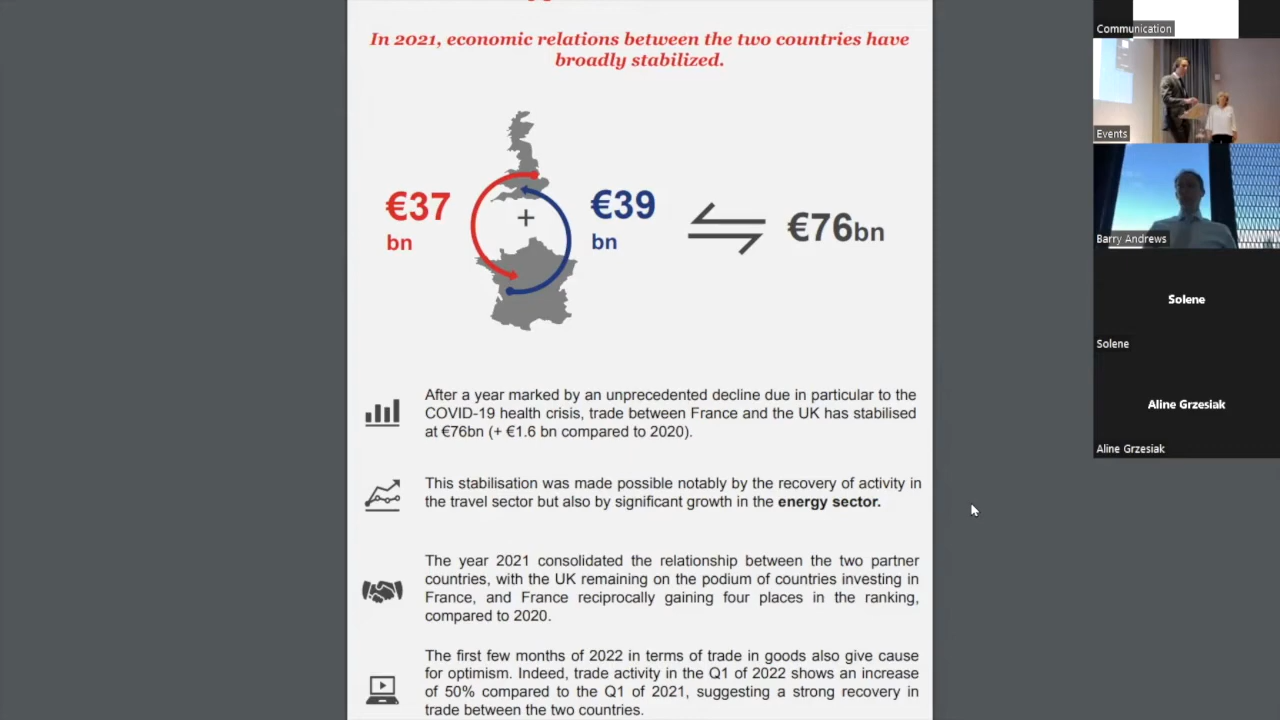 In 2021, economic relations between the two countries have
broadly stabilized.
€37
bn
+
€39
bn
€76bn
After a year marked by an unprecedented decline due in particular to the
COVID-19 health crisis, trade between France and the UK has stabilised
at €76bn (+ €1.6 bn compared to 2020).
This stabilisation was made possible notably by the recovery of activity in
the travel sector but also by significant growth in the energy sector.
The year 2021 consolidated the relationship between the two partner
countries, with the UK remaining on the podium of countries investing in
France, and France reciprocally gaining four places in the ranking,
compared to 2020.
The first few months of 2022 in terms of trade in goods also give cause
for optimism. Indeed, trade activity in the Q1 of 2022 shows an increase
of 50% compared to the Q1 of 2021, suggesting a strong recovery in
trade between the two countries.
Communication
Events
Barry Andrews
Solene
Solene
Aline Grzesiak
Aline Grzesiak